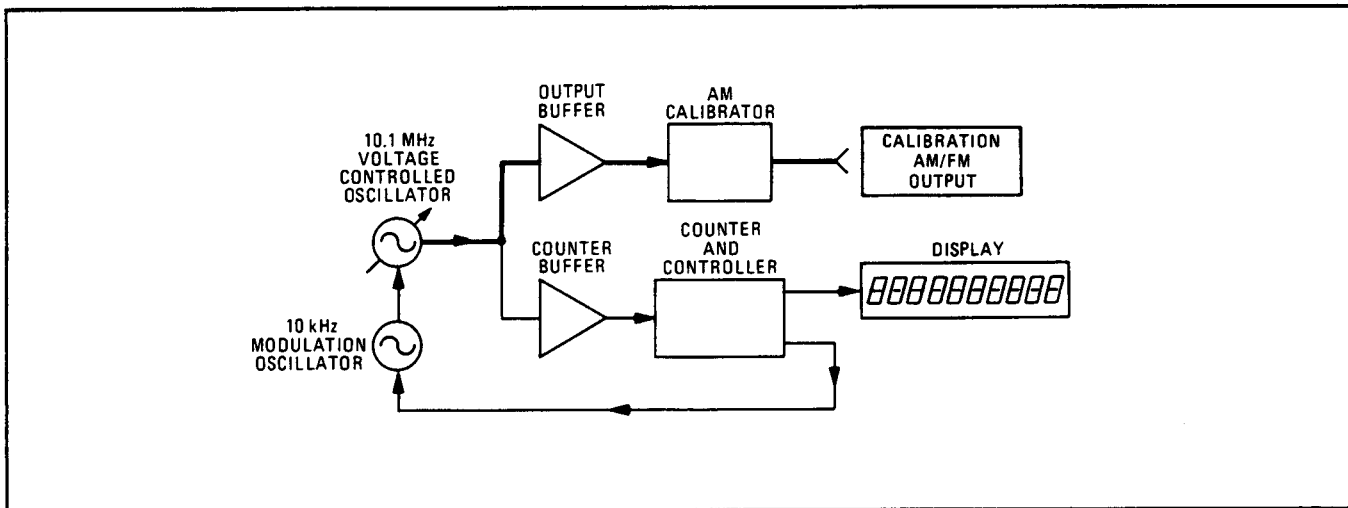 OUTPUT
BUFFER
AM
CALIBRATOR
10.1 MHz
VOLTAGE
CONTROLLED
OSCILLATOR
CALIBRATION
AM/FM
OUTPUT
COUNTER
BUFFER
COUNTER
AND
CONTROLLER
DISPLAY
8888888888
10 kHz
MODULATION
OSCILLATOR